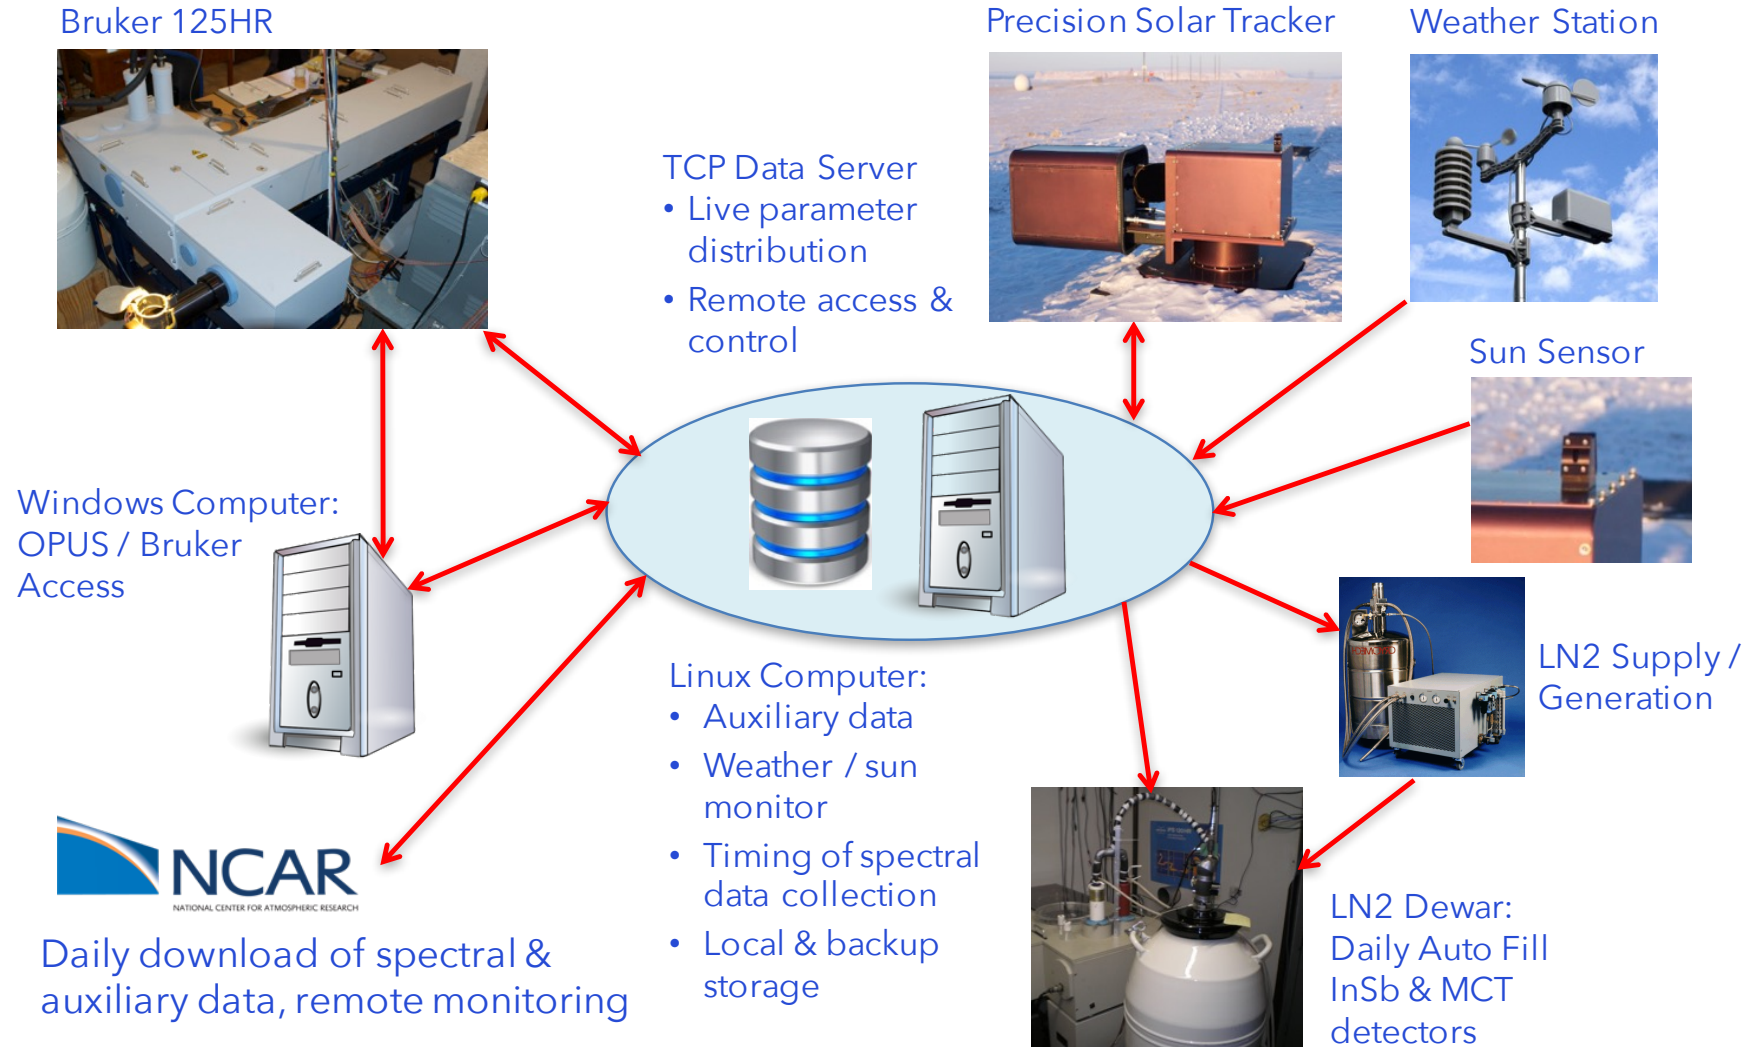 Bruker 125HR
Precision Solar Tracker
Weather Station
TCP Data Server
• Live parameter
distribution
• Remote access &
control
Sun Sensor
Windows Computer:
OPUS / Bruker
Access
LN2 Supply /
Generation
Linux Computer:
• Auxiliary data
• Weather / sun
monitor
• Timing of spectral
data collection
• Local & backup
storage
NCAR
NATIONAL CENTER FOR ATMOSPHERIC RESEARCH
Daily download of spectral &
auxiliary data, remote monitoring
LN2 Dewar:
Daily Auto Fill
InSb & MCT
detectors